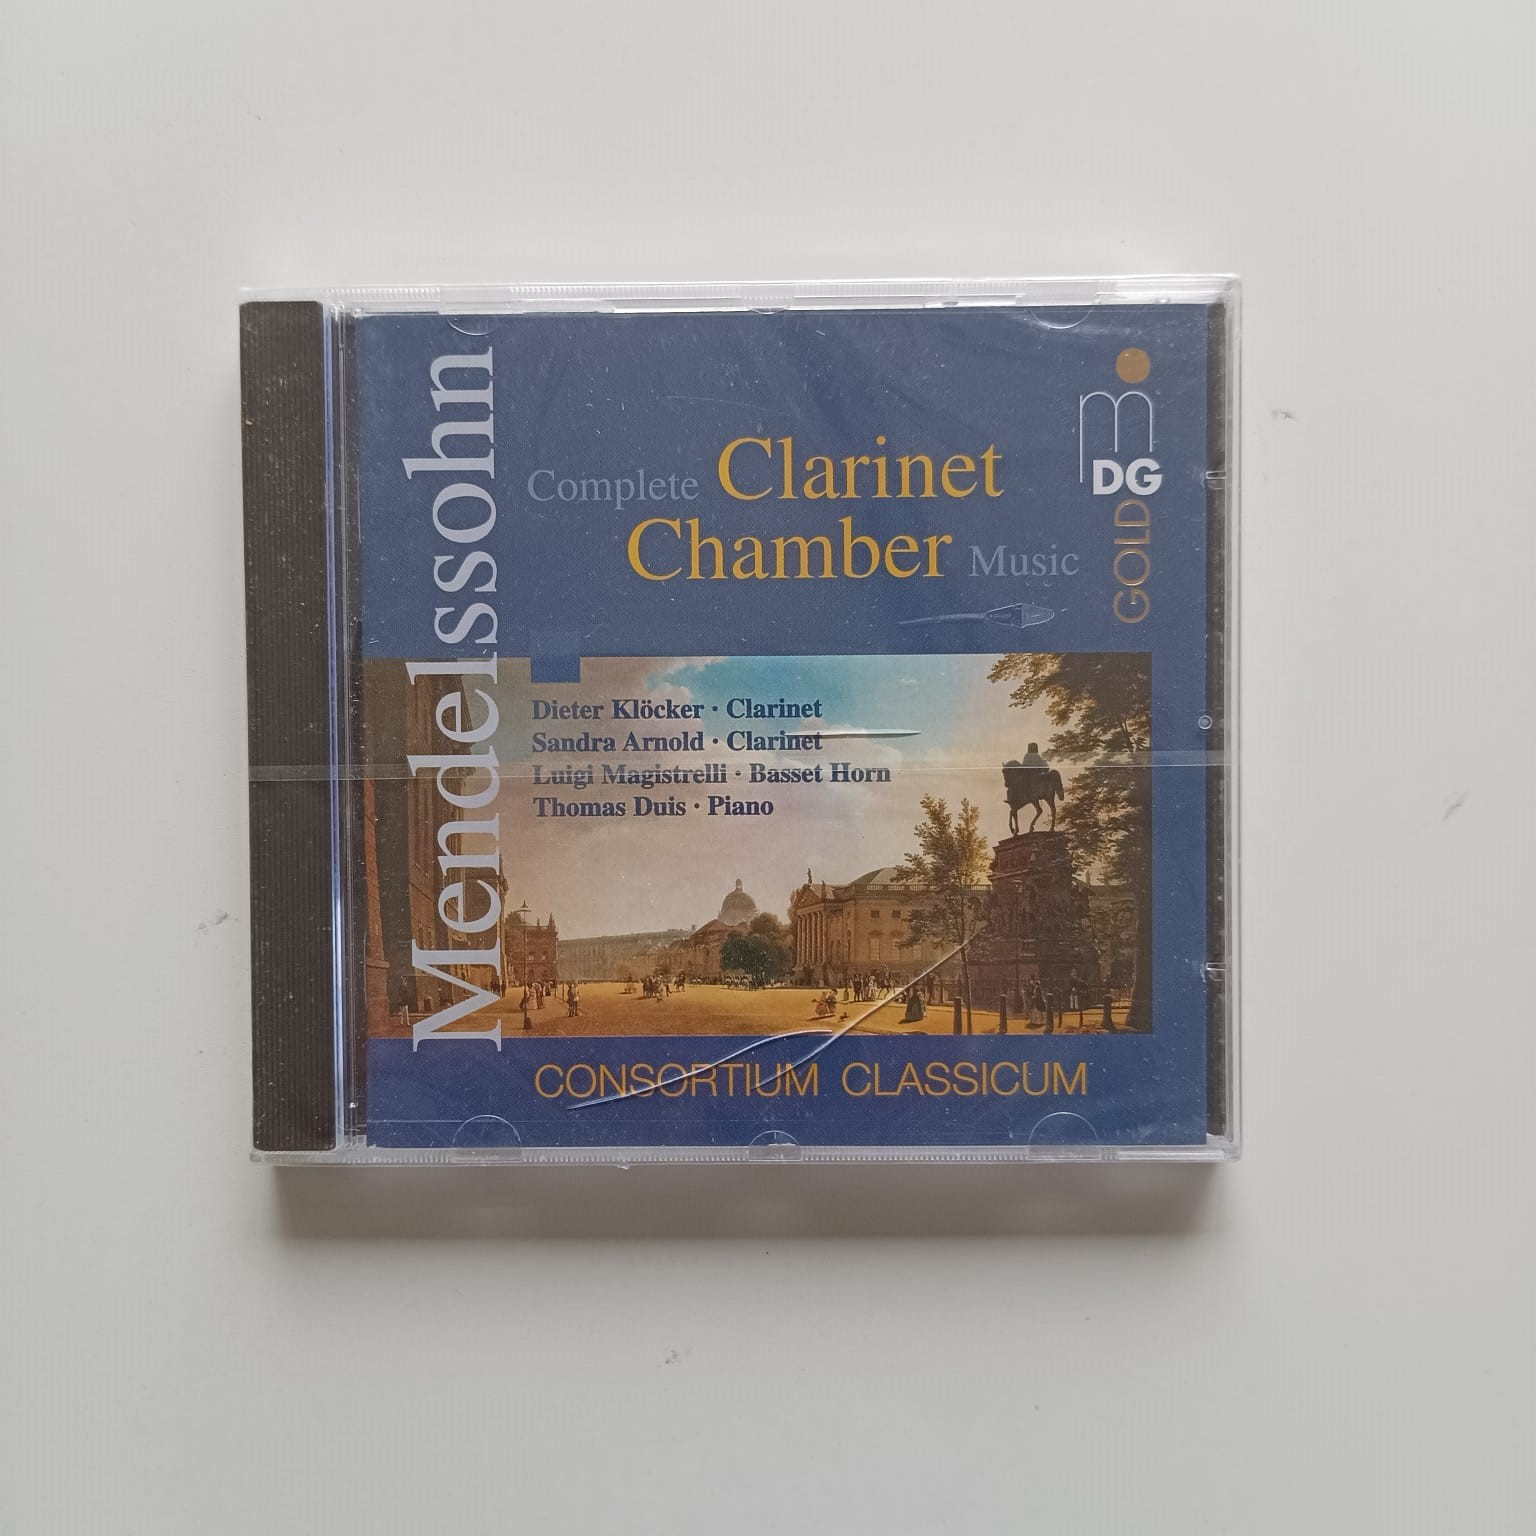 Mendelssohn
Complete Clarinet
Chamber Music
mDG
GOLD
Dieter Klöcker · Clarinet
Sandra Arnold · Clarinet
Luigi Magistrelli · Basset Horn
Thomas Duis · Piano
CONSORTIUM CLASSICUM